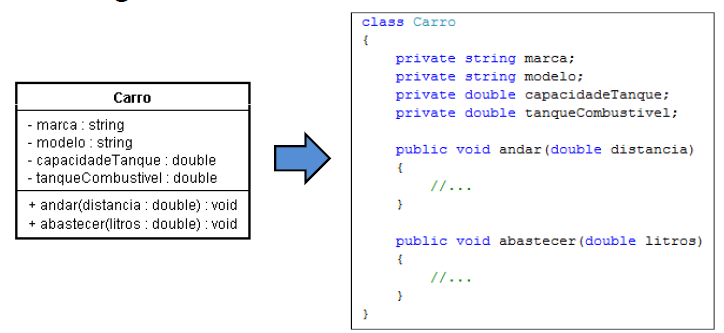 Carro
- marca : string
- modelo : string
- capacidadeTanque : double
- tanqueCombustivel : double
+ andar(distancia : double) : void
+ abastecer(litros : double) : void
class Carro
{
    private string marca;
    private string modelo;
    private double capacidadeTanque;
    private double tanqueCombustivel;

    public void andar(double distancia)
    {
        //...
    }

    public void abastecer(double litros)
    {
        //...
    }
}